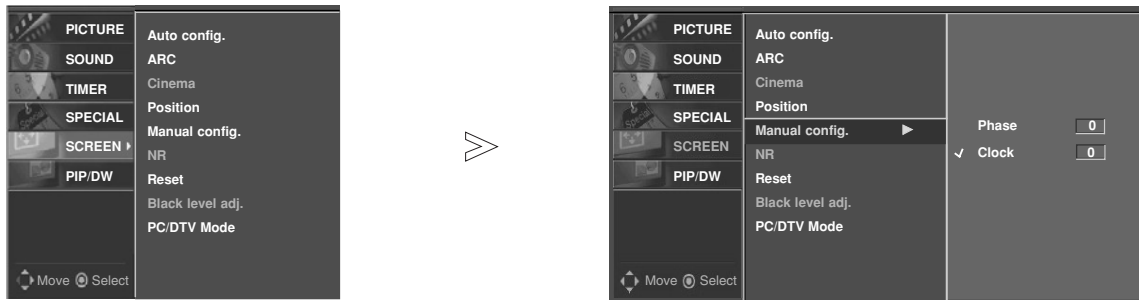 PICTURE
SOUND
TIMER
SPECIAL
SCREEN
PIP/DW
Move Select
Auto config.
ARC
Cinema
Position
Manual config.
NR
Reset
Black level adj.
PC/DTV Mode
PICTURE
SOUND
TIMER
SPECIAL
SCREEN
PIP/DW
Move Select
Auto config.
ARC
Cinema
Position
Manual config. ▶
NR
Reset
Black level adj.
PC/DTV Mode
Phase 0
✓ Clock 0